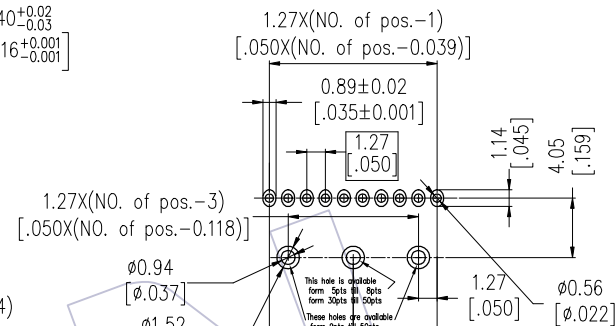 40+0.02
-0.03
16+0.001
-0.001]
1.27X(NO. of pos.-1)
[.050X(NO. of pos.-0.039)]
0.89±0.02
[.035±0.001]
1.27
[.050]
1.14
[.045]
4.05
[.159]
1.27X(NO. of pos.-3)
[.050X(NO. of pos.-0.118)]
ø0.94
[ø.037]
This hole is available
form 5pts till 8pts
form 30pts till 50pts
1.27
[.050]
ø0.56
[ø.022]
4)
ø1.52
These holes are available